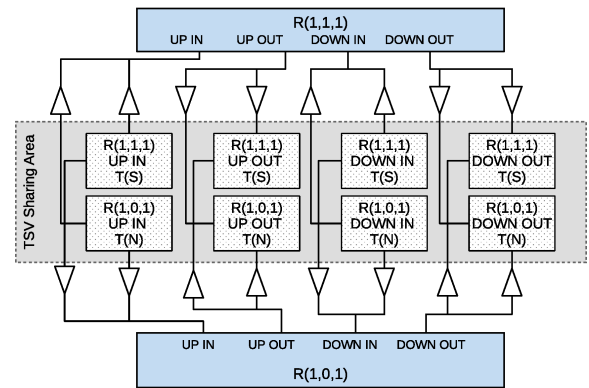 R(1,1,1)
UP IN UP OUT DOWN IN DOWN OUT
TSV Sharing Area
R(1,1,1)
UP IN
T(S)
R(1,1,1)
UP OUT
T(S)
R(1,1,1)
DOWN IN
T(S)
R(1,1,1)
DOWN OUT
T(S)
R(1,0,1)
UP IN
T(N)
R(1,0,1)
UP OUT
T(N)
R(1,0,1)
DOWN IN
T(N)
R(1,0,1)
DOWN OUT
T(N)
UP IN UP OUT DOWN IN DOWN OUT
R(1,0,1)